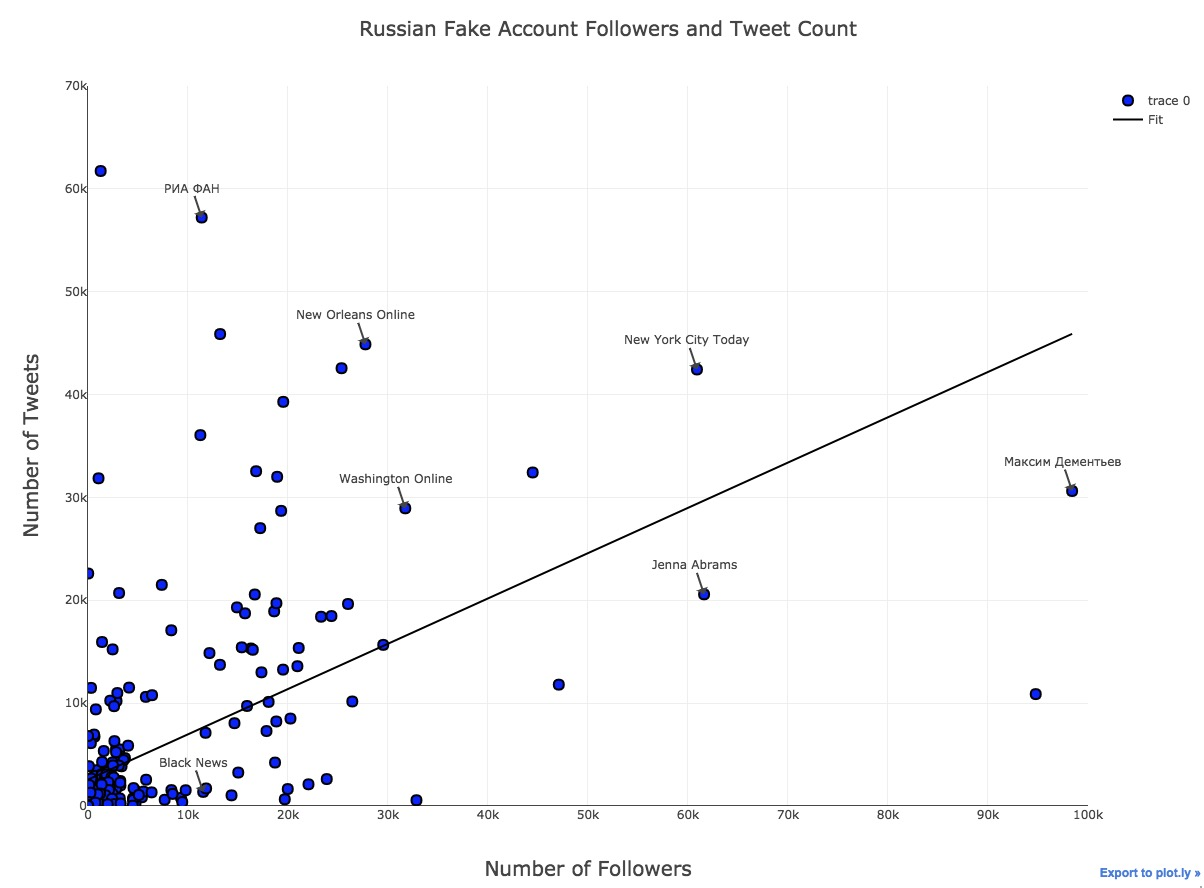 Russian Fake Account Followers and Tweet Count
70k
trace 0
Fit
60k
РИА ФАН
50k
New Orleans Online
New York City Today
Number of Tweets
40k
Washington Online
Максим Дементьев
30k
Jenna Abrams
20k
10k
Black News
0
0
10k
20k
30k
40k
50k
60k
70k
80k
90k
100k
Number of Followers
Export to plot.ly »